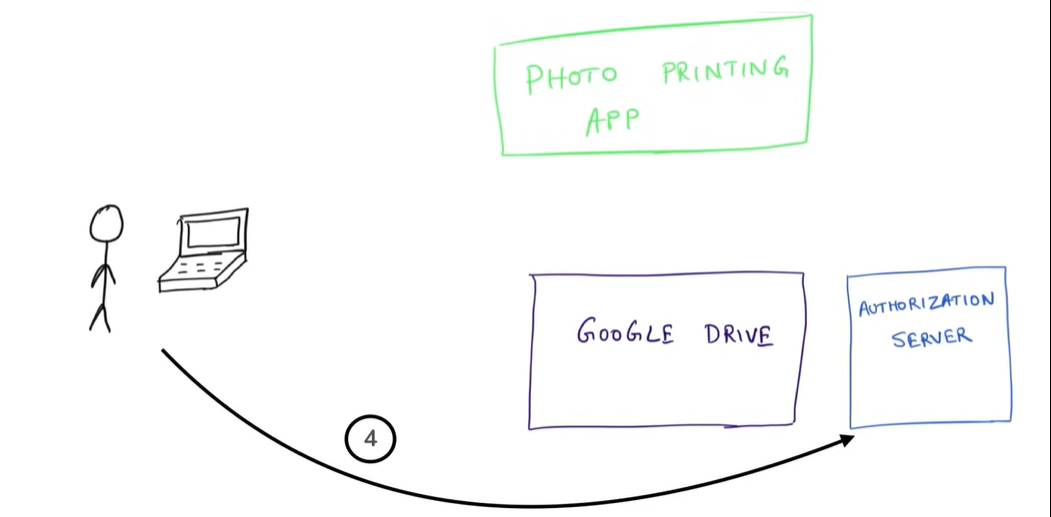 PHOTO PRINTING
APP
GOOGLE DRIVE
AUTHORIZATION
SERVER
4